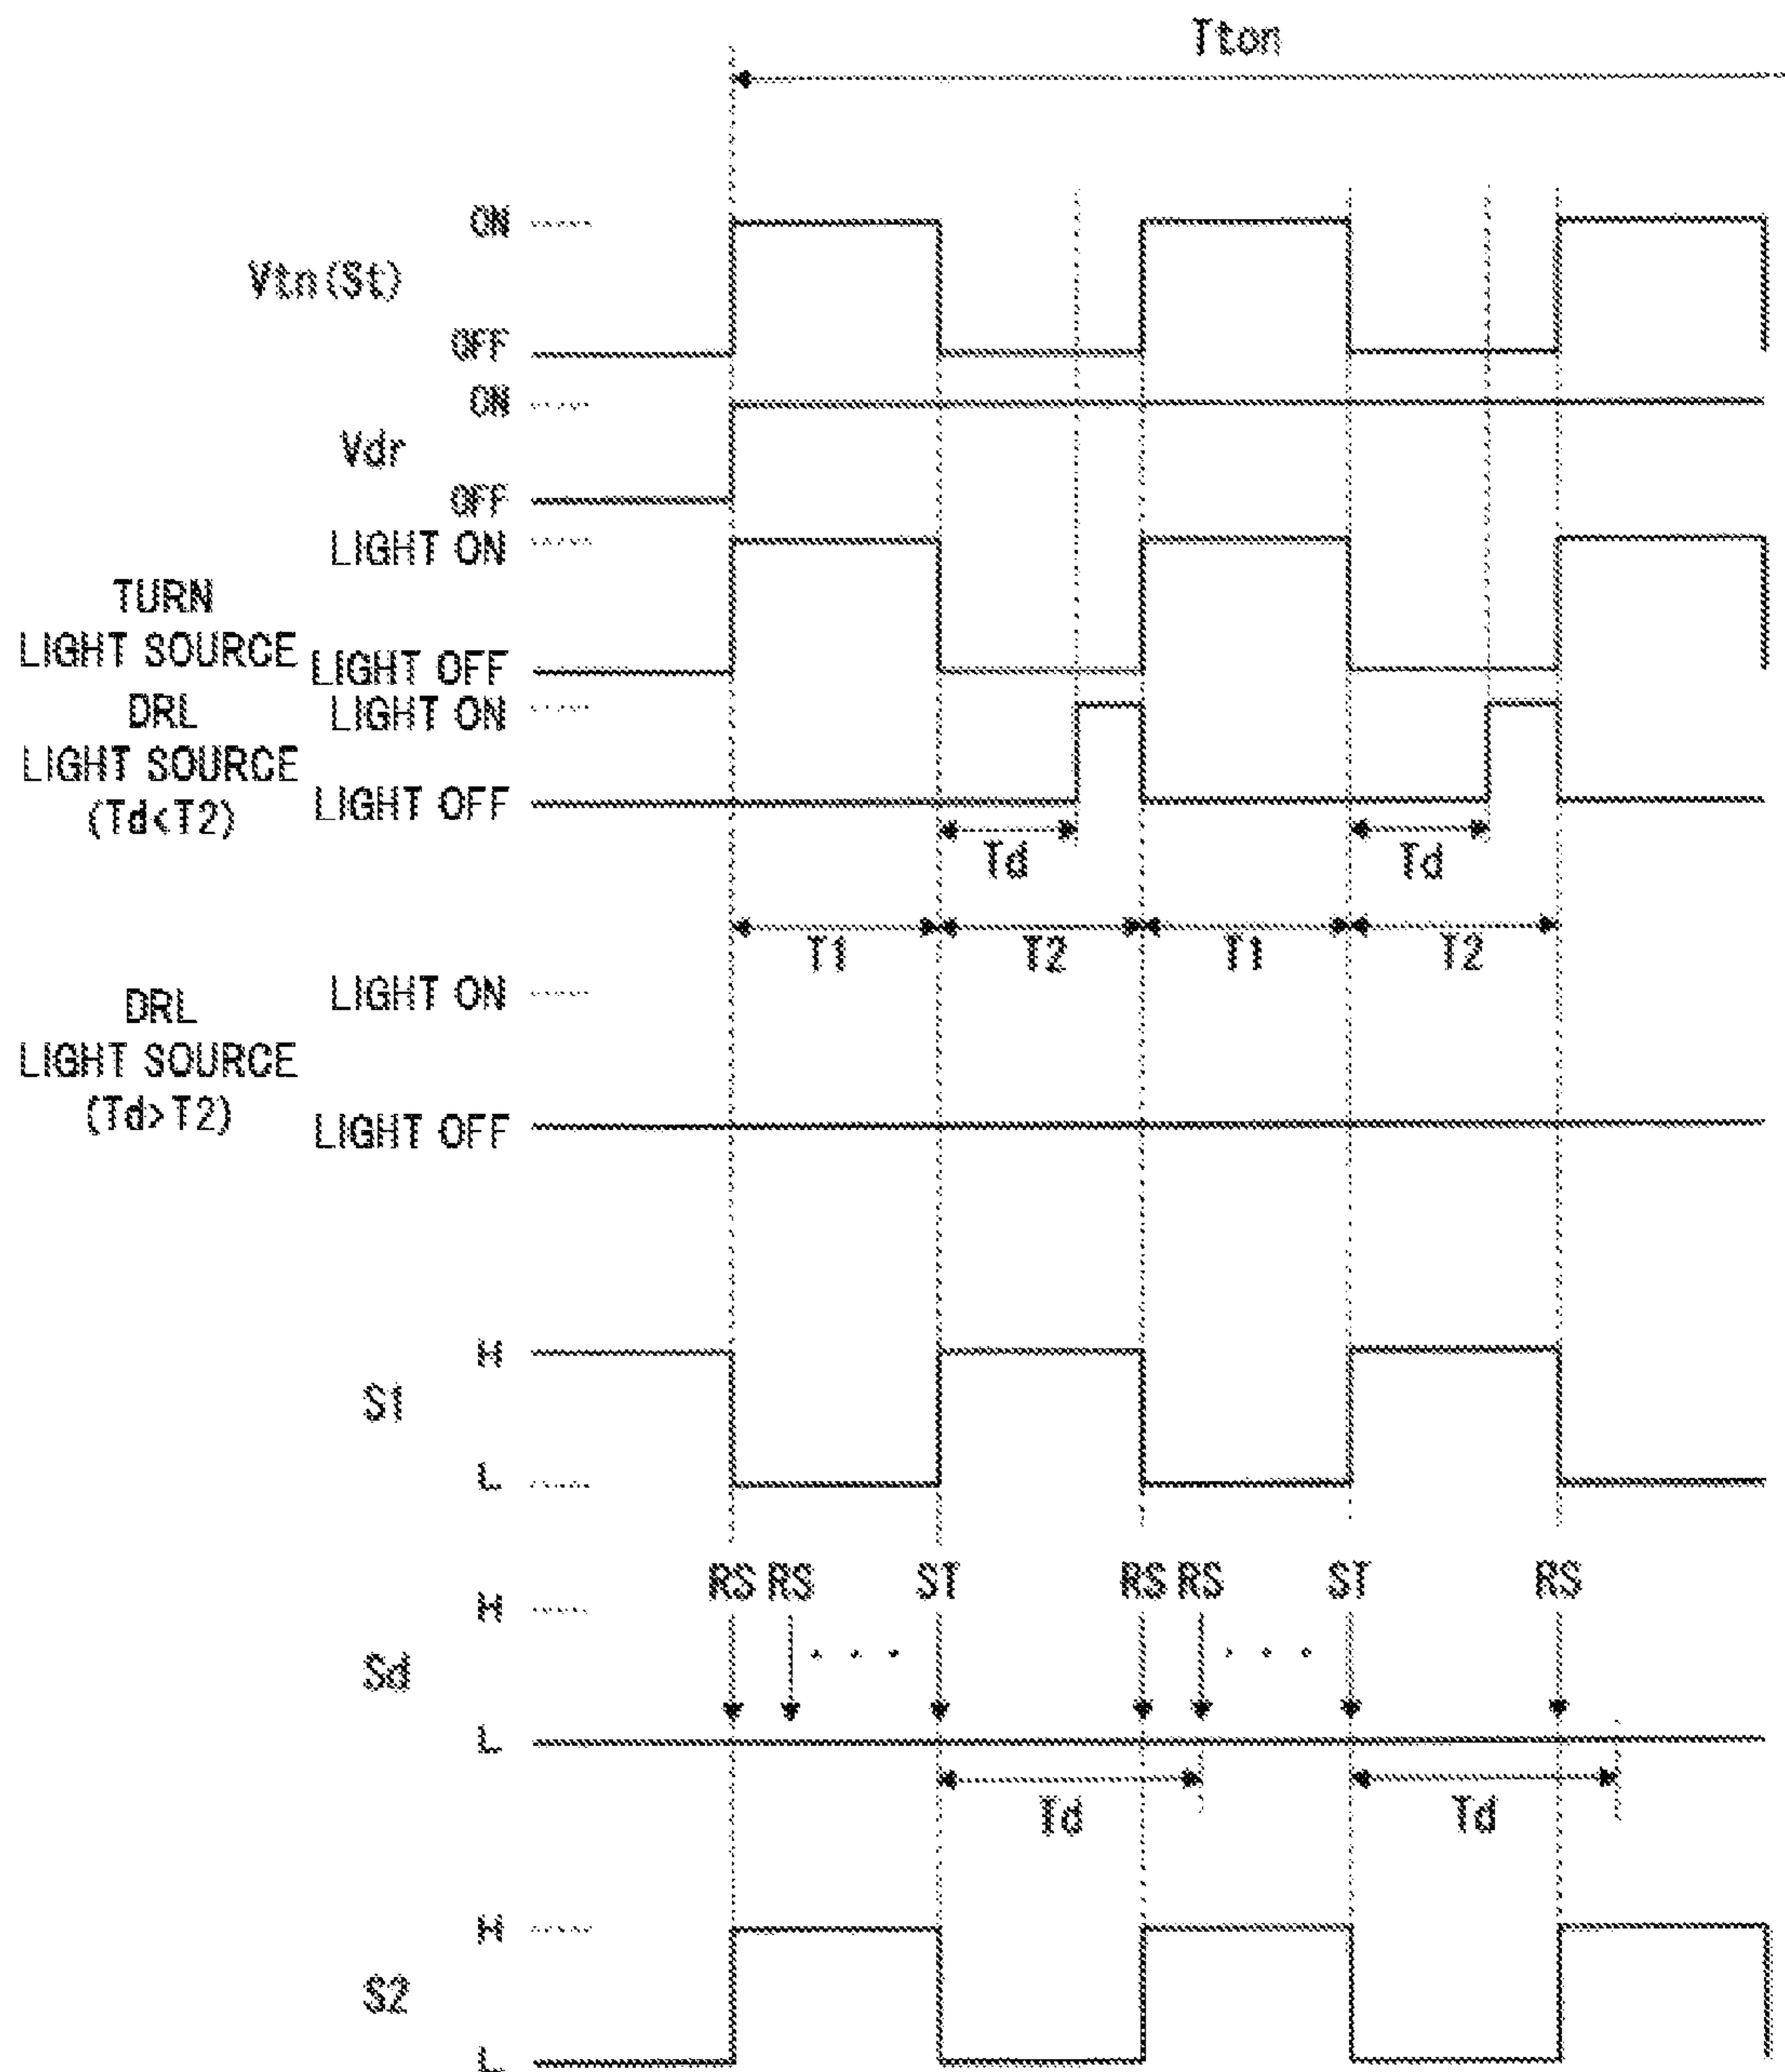 Tton
ON
Vtn(St)
OFF
ON
Vdr
OFF
LIGHT ON
TURN
LIGHT SOURCE
LIGHT OFF
LIGHT ON
DRL
LIGHT SOURCE
(Td<T2)
LIGHT OFF
Td Td
T1 T2 T1 T2
LIGHT ON
DRL
LIGHT SOURCE
(Td>T2)
LIGHT OFF
H
S1
L
RS RS ST RS RS ST RS
H
. . . . . .
Sd
L
Td Td
H
S2
L